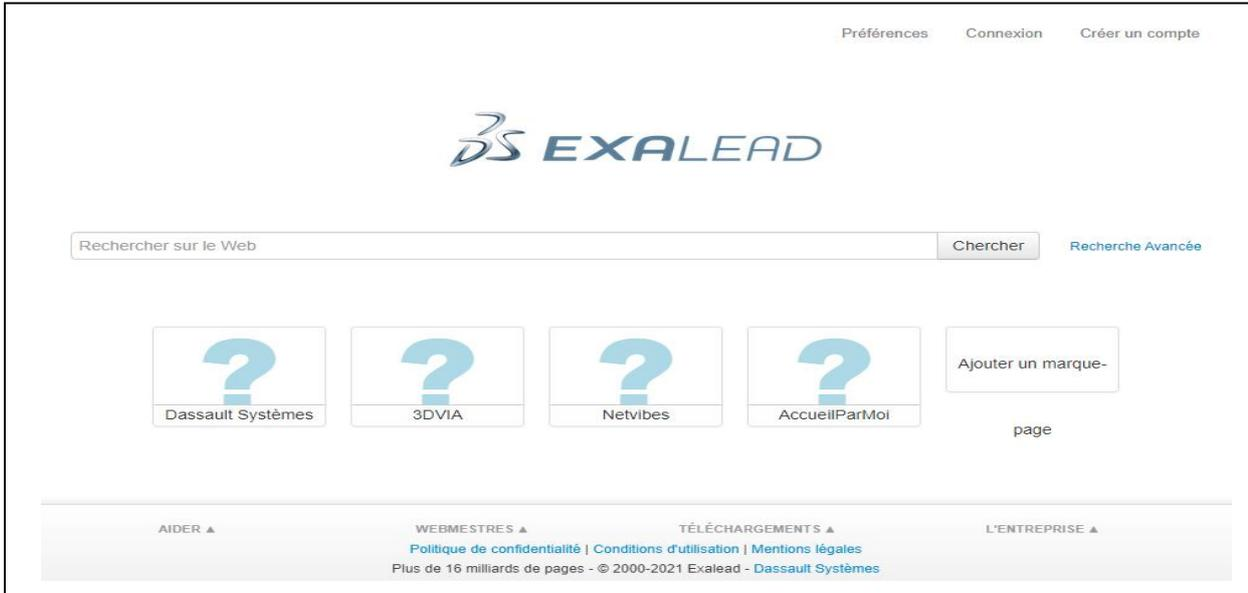 Préférences Connexion Créer un compte
3DS EXALEAD
Rechercher sur le Web Chercher Recherche Avancée
Dassault Systèmes 3DVIA Netvibes AccueilParMoi Ajouter un marque-
page
AIDER ▲ WEBMESTRES ▲ TÉLÉCHARGEMENTS ▲ L'ENTREPRISE ▲
Politique de confidentialité | Conditions d'utilisation | Mentions légales
Plus de 16 milliards de pages - © 2000-2021 Exalead - Dassault Systèmes